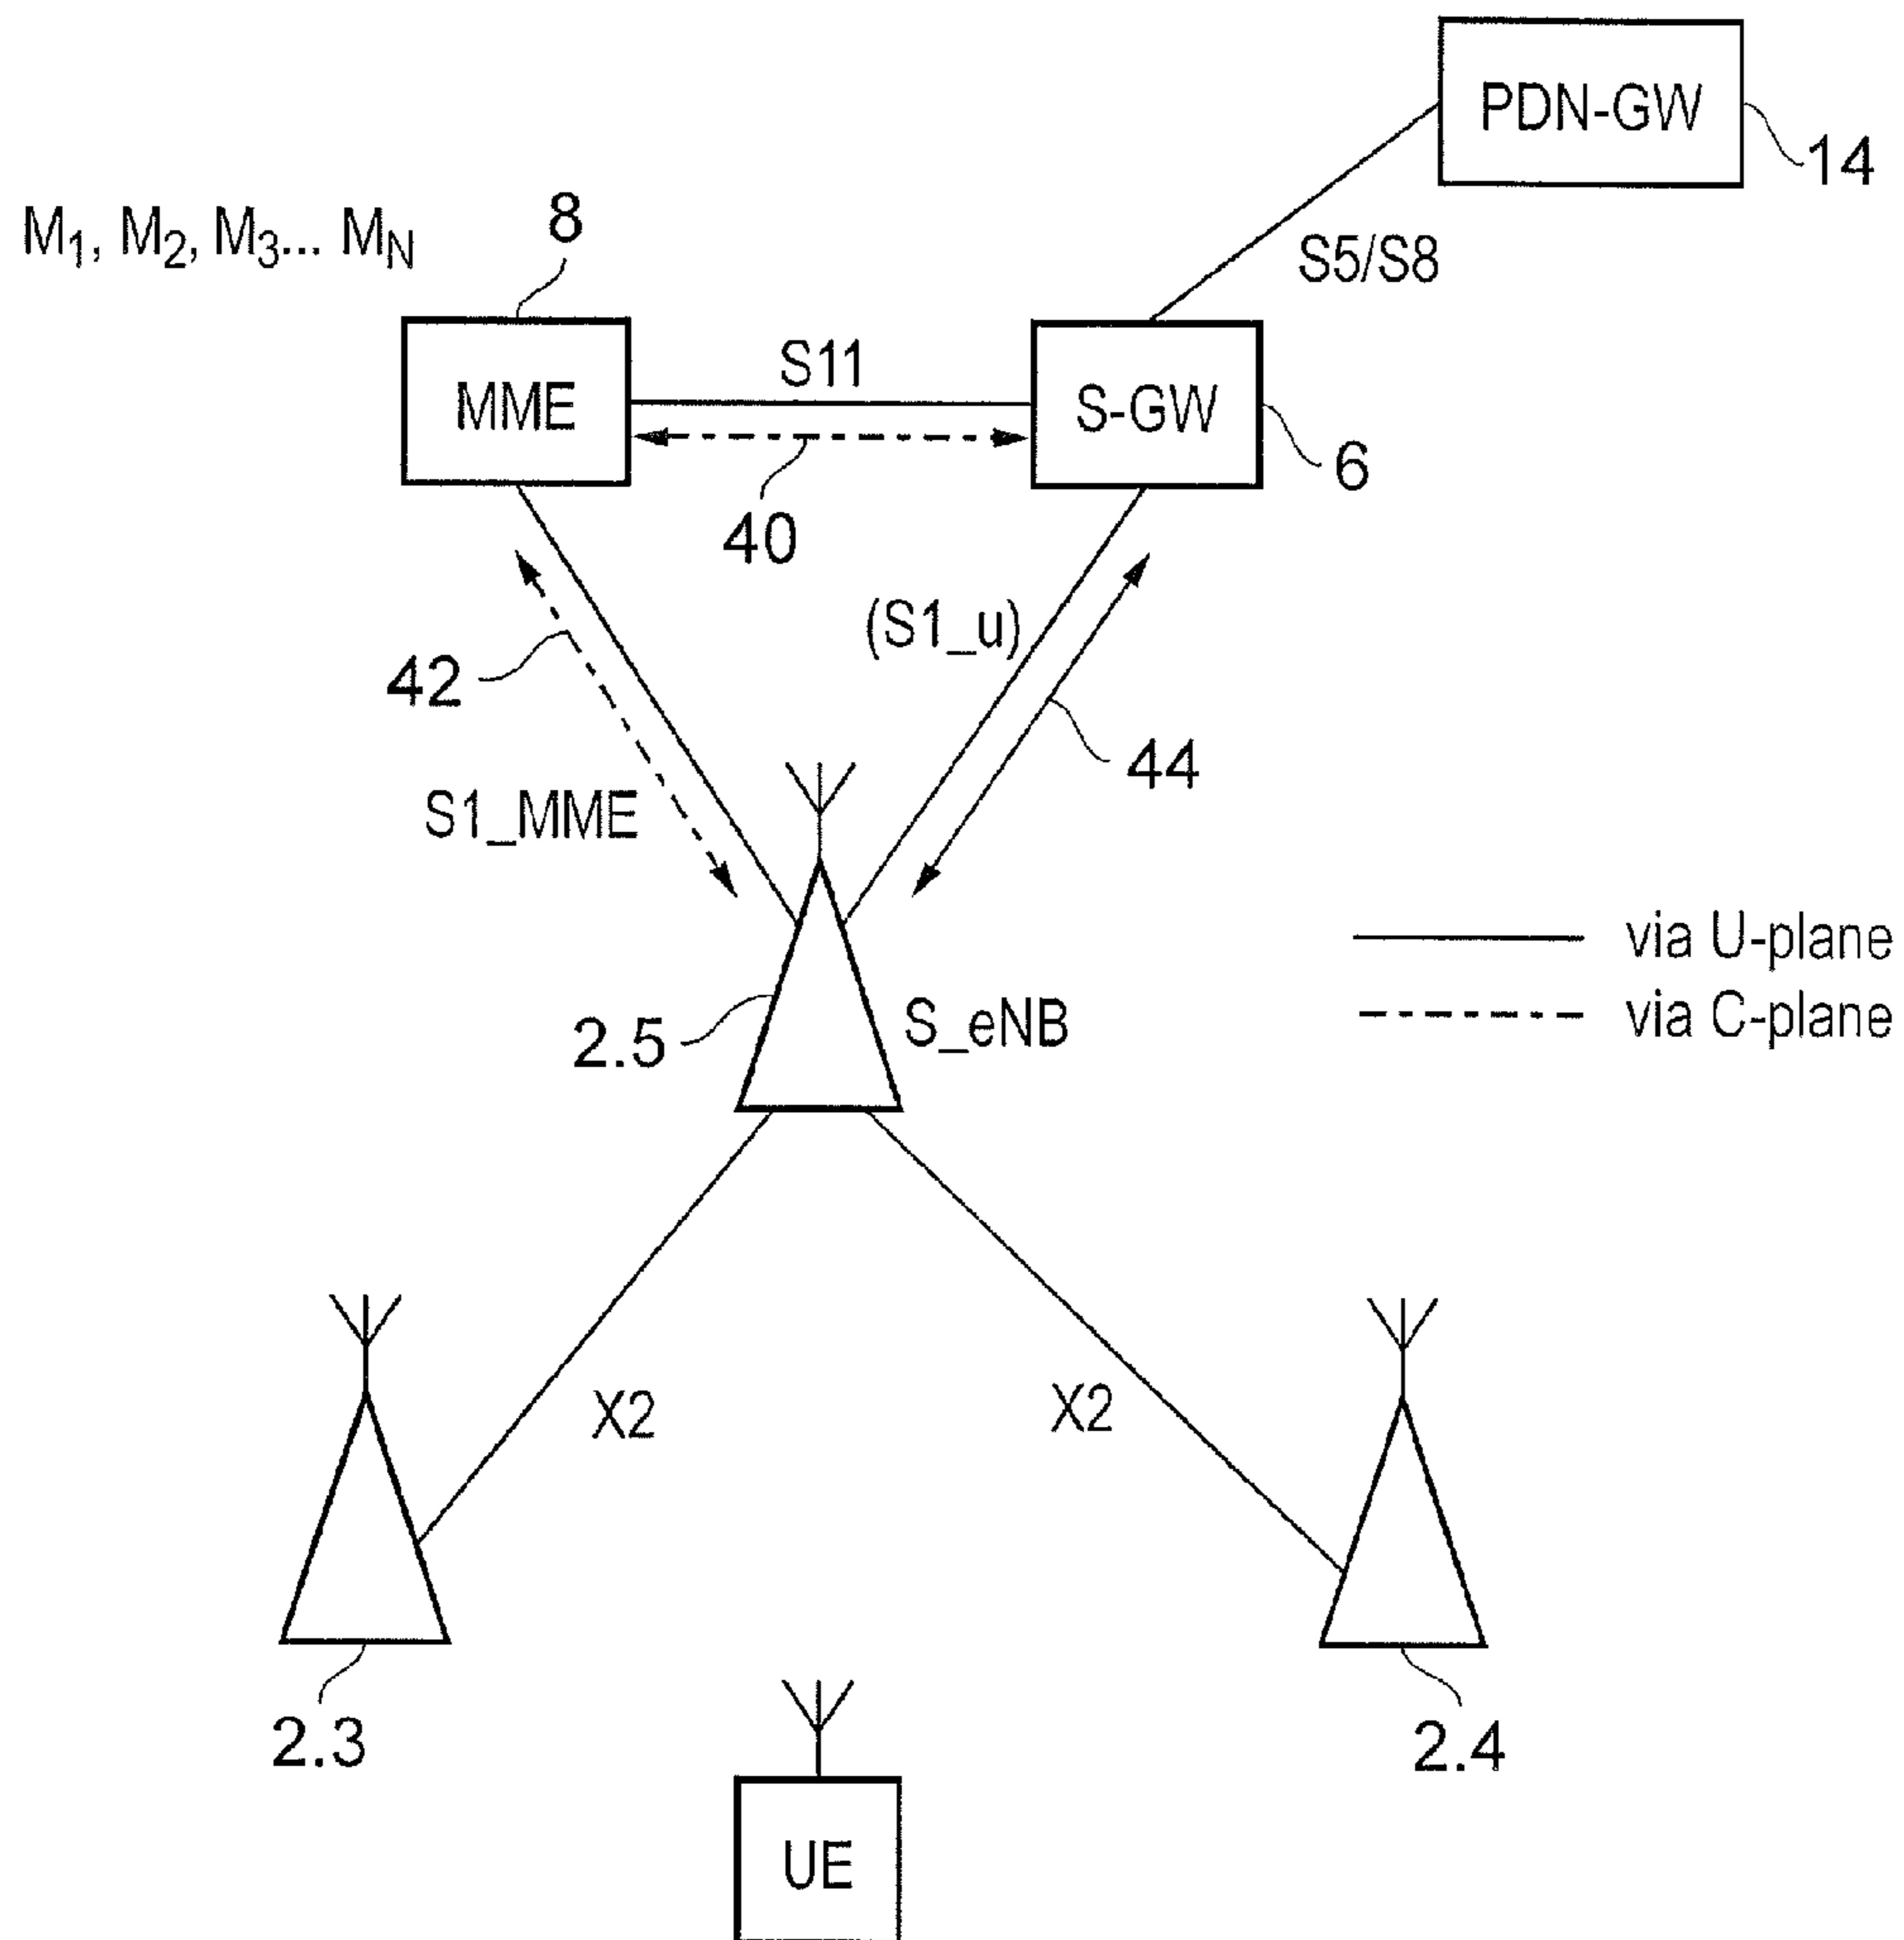 PDN-GW
14
M1, M2, M3... MN
8
S5/S8
MME
S11
S-GW
6
40
(S1_u)
42
44
S1_MME
via U-plane
via C-plane
2.5
S_eNB
X2
X2
2.3
2.4
UE